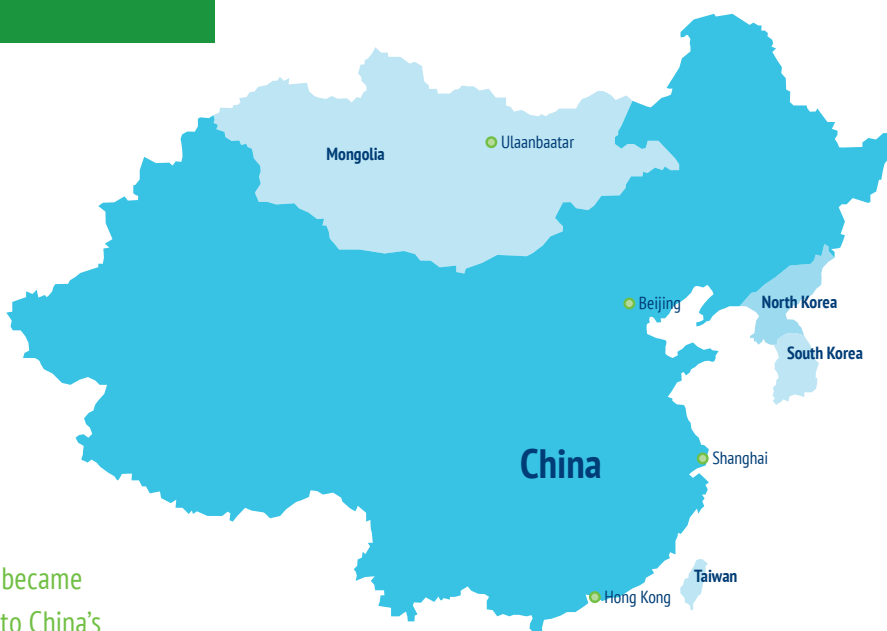 Ulaanbaatar
Mongolia
Beijing
North Korea
South Korea
China
Shanghai
became
Taiwan
Hong Kong
to China's